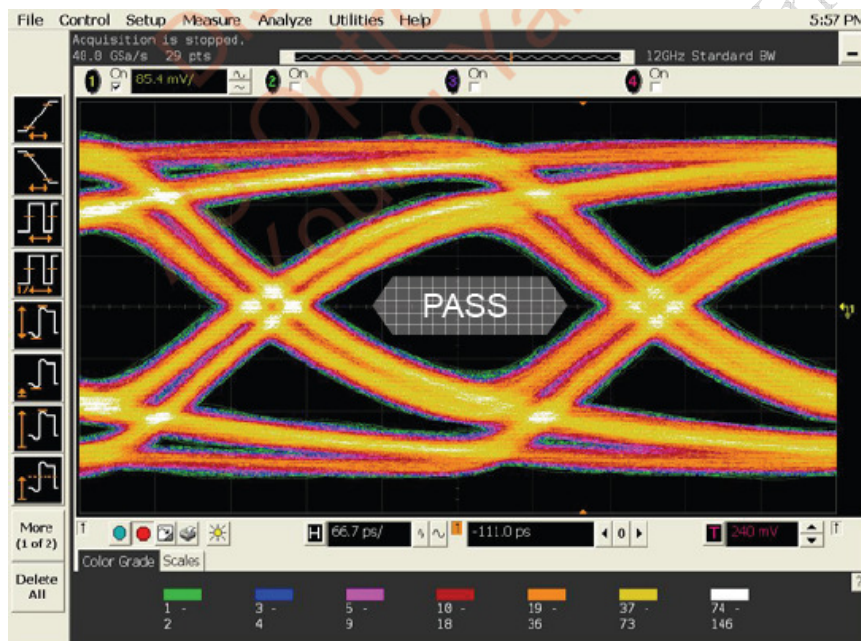 File Control Setup Measure Analyze Utilities Help 5:57 PM
Acquisition is stopped.
40.0 GSa/s 29 pts 12GHz Standard BW
1 On 85.4 mV/ 2 On 3 On 4 On
PASS
More
(1 of 2)
Delete
All
H 66.7 ps/ -111.0 ps 0 T 240 mV
Color Grade Scales
1 - 3 - 5 - 10 - 19 - 37 - 74 -
2 4 9 18 36 73 146